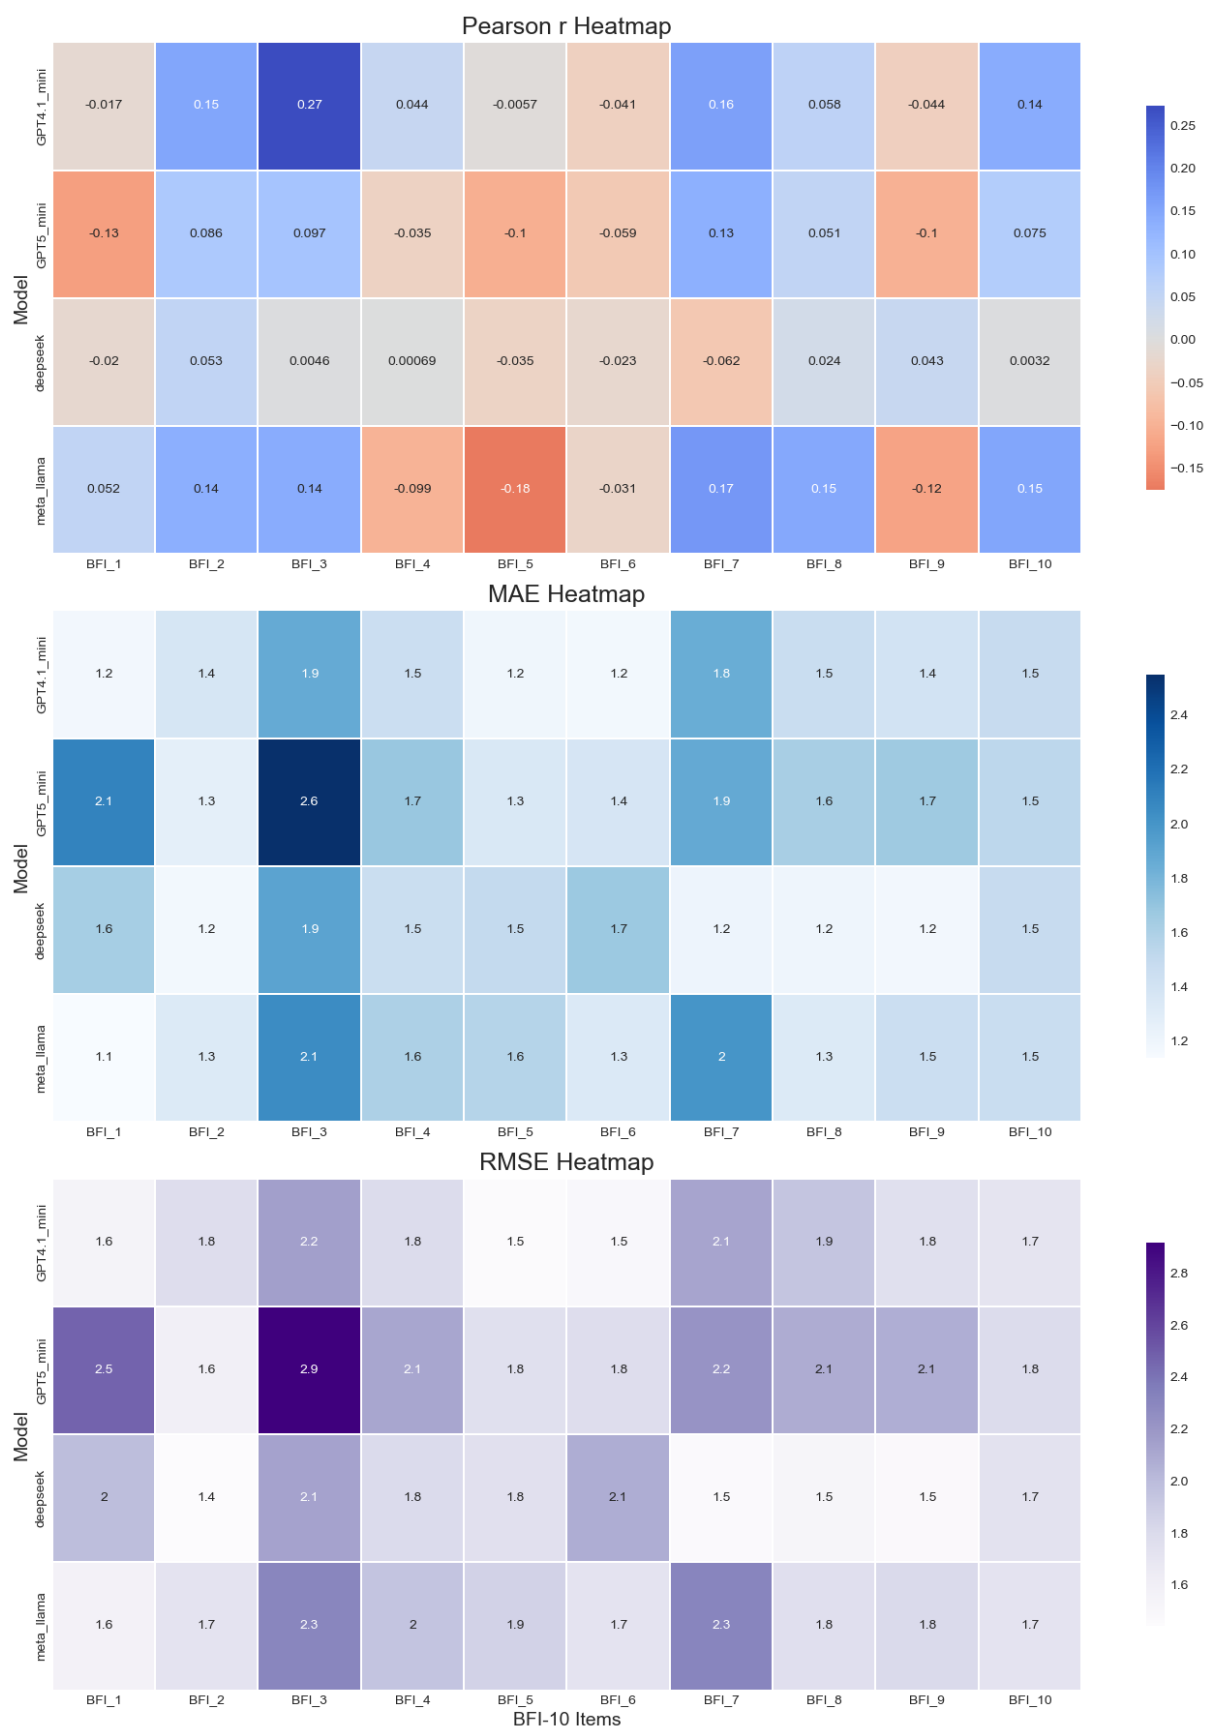 Pearson r Heatmap
GPT4.1_mini -0.017 0.15 0.27 0.044 -0.0057 -0.041 0.16 0.058 -0.044 0.14
GPT5_mini -0.13 0.086 0.097 -0.035 -0.1 -0.059 0.13 0.051 -0.1 0.075
Model
deepseek -0.02 0.053 0.0046 0.00069 -0.035 -0.023 -0.062 0.024 0.043 0.0032
meta_llama 0.052 0.14 0.14 -0.099 -0.18 -0.031 0.17 0.15 -0.12 0.15
BFI_1 BFI_2 BFI_3 BFI_4 BFI_5 BFI_6 BFI_7 BFI_8 BFI_9 BFI_10
0.25
0.20
0.15
0.10
0.05
0.00
−0.05
−0.10
−0.15
MAE Heatmap
GPT4.1_mini 1.2 1.4 1.9 1.5 1.2 1.2 1.8 1.5 1.4 1.5
GPT5_mini 2.1 1.3 2.6 1.7 1.3 1.4 1.9 1.6 1.7 1.5
Model
deepseek 1.6 1.2 1.9 1.5 1.5 1.7 1.2 1.2 1.2 1.5
meta_llama 1.1 1.3 2.1 1.6 1.6 1.3 2 1.3 1.5 1.5
BFI_1 BFI_2 BFI_3 BFI_4 BFI_5 BFI_6 BFI_7 BFI_8 BFI_9 BFI_10
2.4
2.2
2.0
1.8
1.6
1.4
1.2
RMSE Heatmap
GPT4.1_mini 1.6 1.8 2.2 1.8 1.5 1.5 2.1 1.9 1.8 1.7
GPT5_mini 2.5 1.6 2.9 2.1 1.8 1.8 2.2 2.1 2.1 1.8
Model
deepseek 2 1.4 2.1 1.8 1.8 2.1 1.5 1.5 1.5 1.7
meta_llama 1.6 1.7 2.3 2 1.9 1.7 2.3 1.8 1.8 1.7
BFI_1 BFI_2 BFI_3 BFI_4 BFI_5 BFI_6 BFI_7 BFI_8 BFI_9 BFI_10
BFI-10 Items
2.8
2.6
2.4
2.2
2.0
1.8
1.6